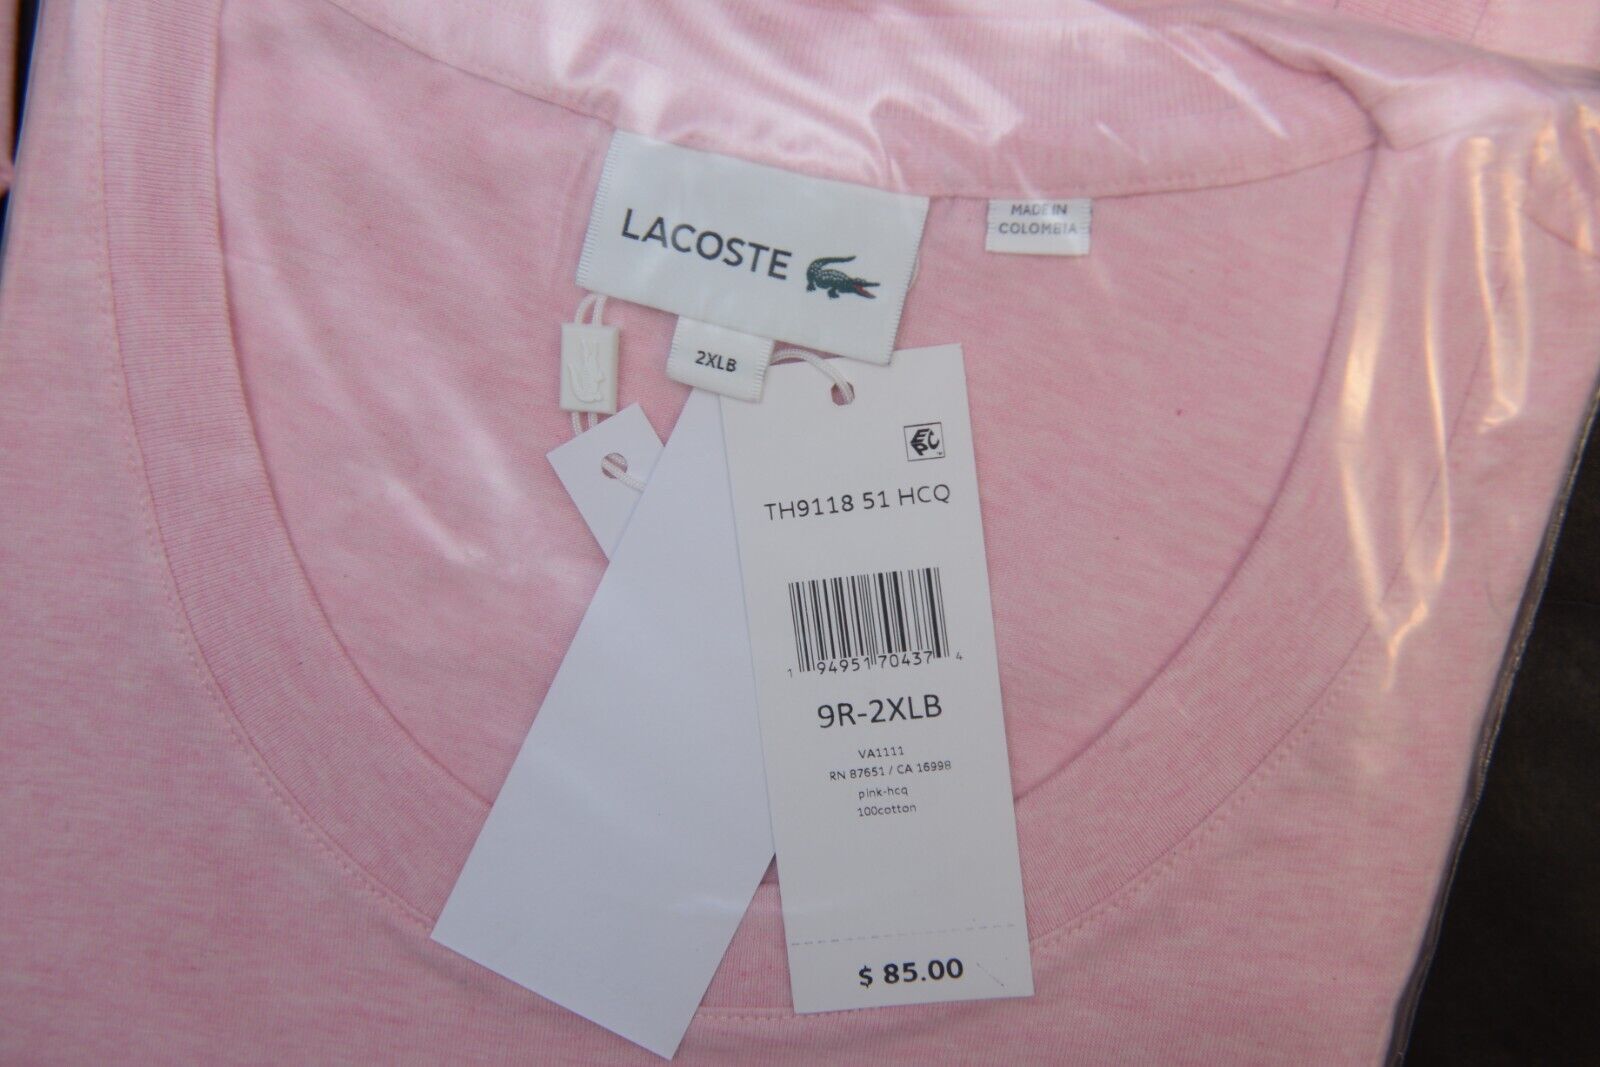 LACOSTE
MADE IN
COLOMBIA
2XLB
EPC
TH9118 51 HCQ
1 94951 70437 4
9R-2XLB
VA1111
RN 87651 / CA 16998
pink-hcq
100cotton
$ 85.00